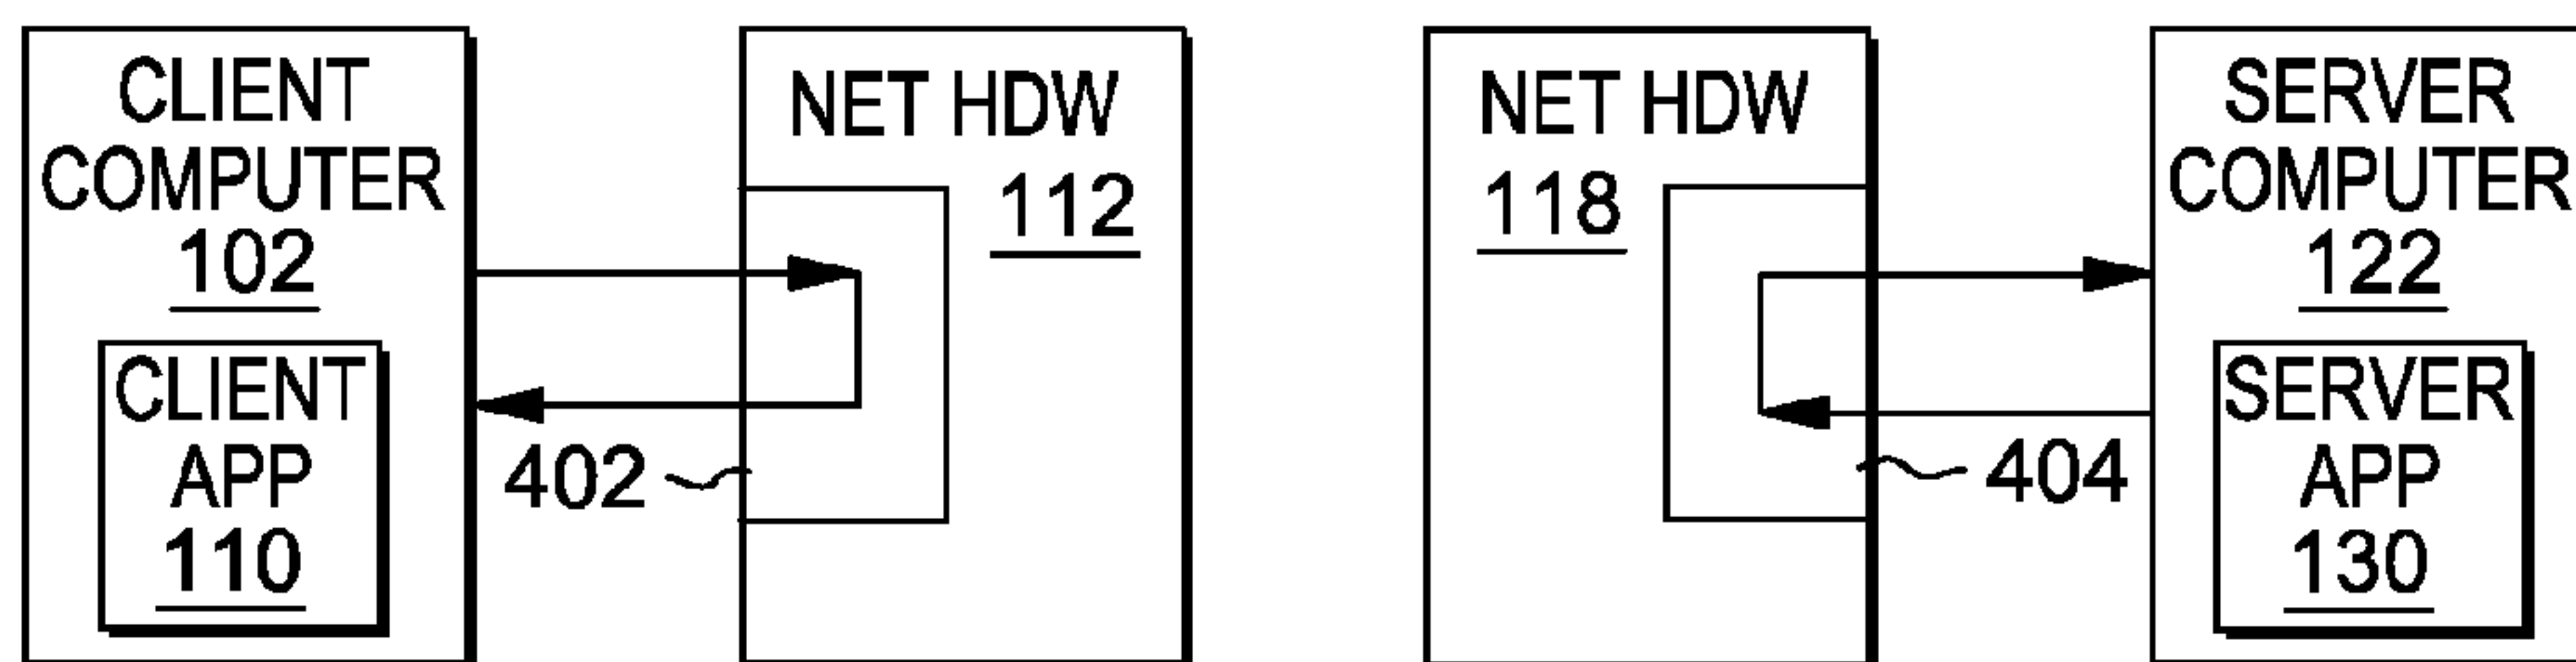 CLIENT
COMPUTER
102
CLIENT
APP
110
402
NET HDW
112
NET HDW
118
404
SERVER
COMPUTER
122
SERVER
APP
130